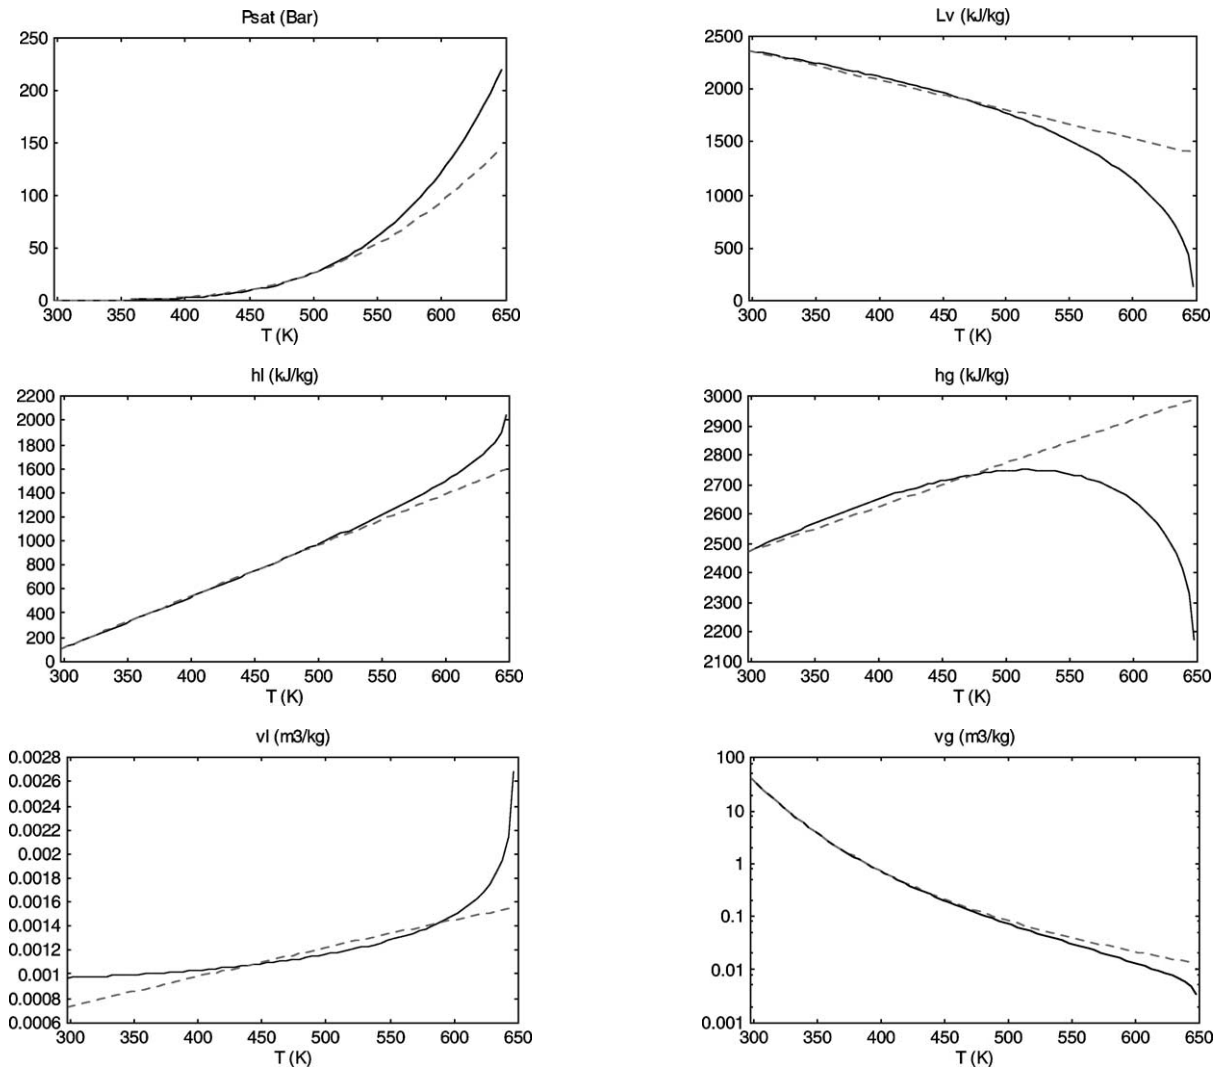 Psat (Bar)
250
200
150
100
50
0
300 350 400 450 500 550 600 650
T (K)
Lv (kJ/kg)
2500
2000
1500
1000
500
0
300 350 400 450 500 550 600 650
T (K)
hl (kJ/kg)
2200
2000
1800
1600
1400
1200
1000
800
600
400
200
0
300 350 400 450 500 550 600 650
T (K)
hg (kJ/kg)
3000
2900
2800
2700
2600
2500
2400
2300
2200
2100
300 350 400 450 500 550 600 650
T (K)
vl (m3/kg)
0.0028
0.0026
0.0024
0.0022
0.002
0.0018
0.0016
0.0014
0.0012
0.001
0.0008
0.0006
300 350 400 450 500 550 600 650
T (K)
vg (m3/kg)
100
10
1
0.1
0.01
0.001
300 350 400 450 500 550 600 650
T (K)